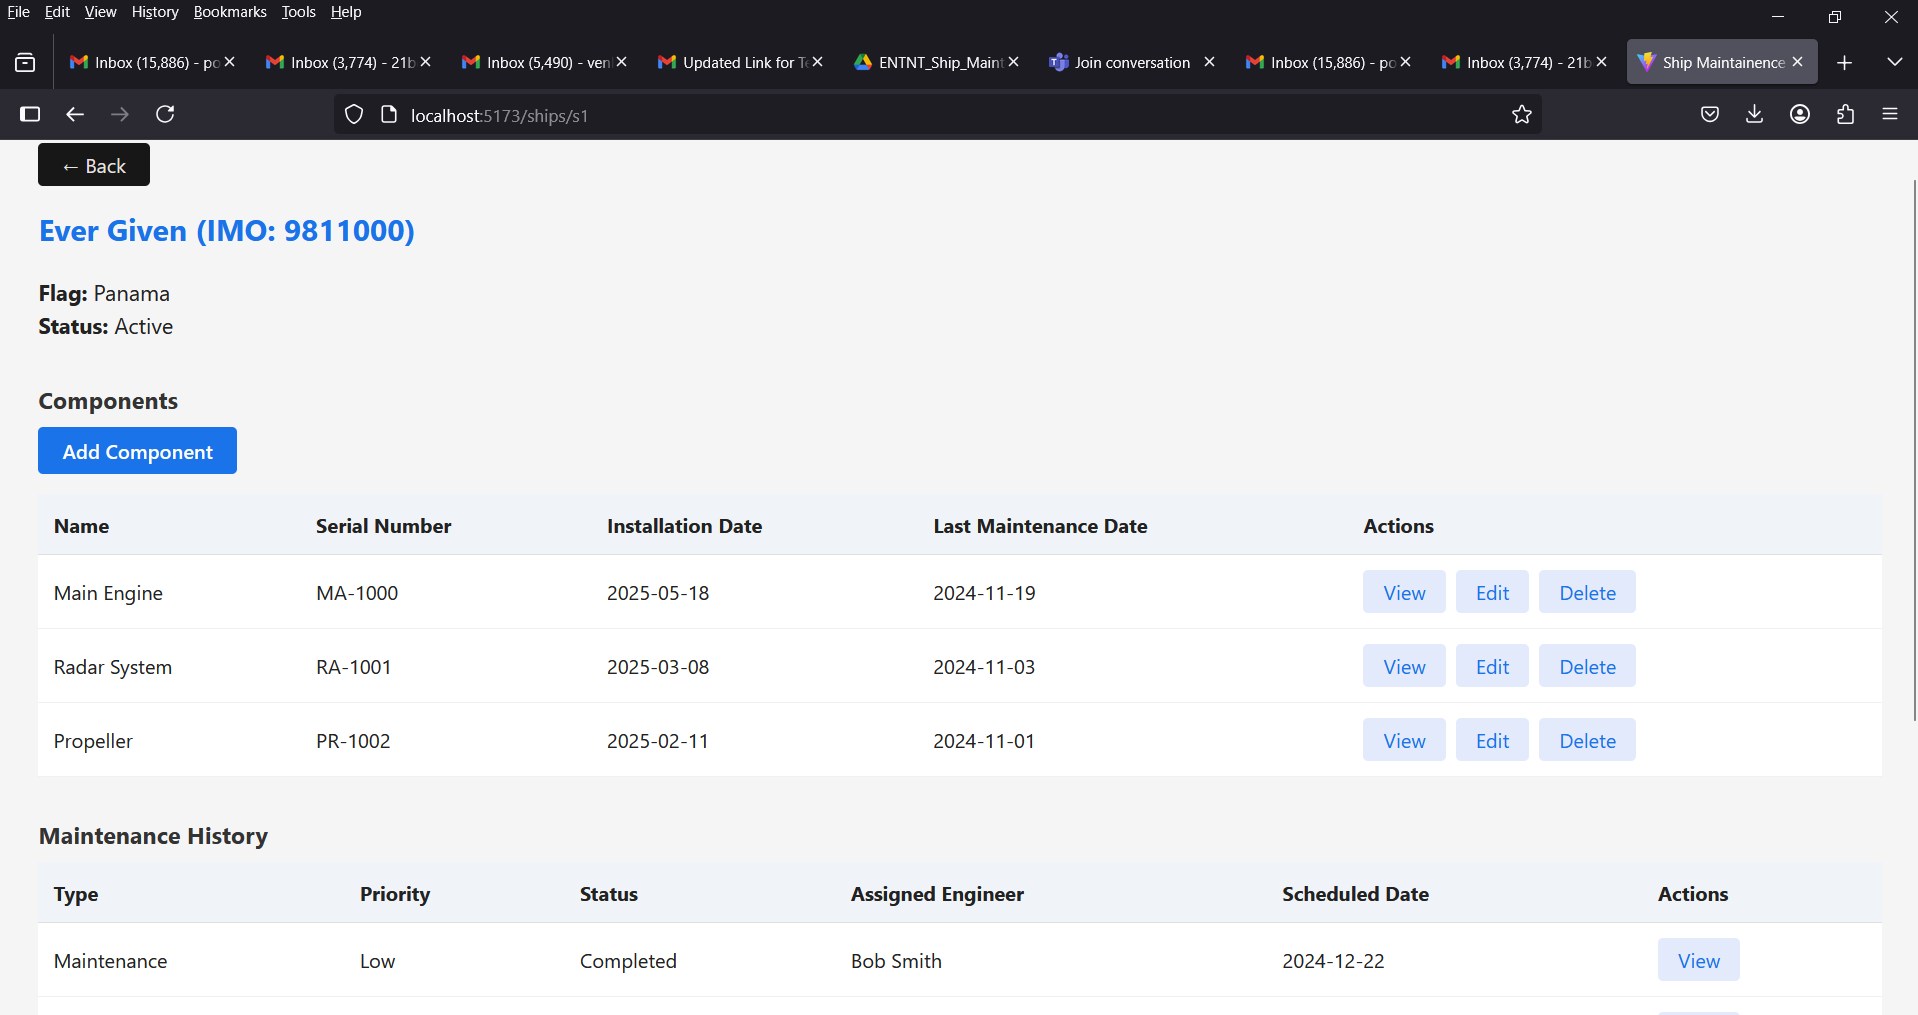 File Edit View History Bookmarks Tools Help
Inbox (15,886) - po Inbox (3,774) - 21b Inbox (5,490) - ven Updated Link for Te ENTNT_Ship_Maint Join conversation Inbox (15,886) - po Inbox (3,774) - 21b Ship Maintainence
localhost:5173/ships/s1
← Back
Ever Given (IMO: 9811000)
Flag: Panama
Status: Active
Components
Add Component
Name Serial Number Installation Date Last Maintenance Date Actions
Main Engine MA-1000 2025-05-18 2024-11-19 View Edit Delete
Radar System RA-1001 2025-03-08 2024-11-03 View Edit Delete
Propeller PR-1002 2025-02-11 2024-11-01 View Edit Delete
Maintenance History
Type Priority Status Assigned Engineer Scheduled Date Actions
Maintenance Low Completed Bob Smith 2024-12-22 View